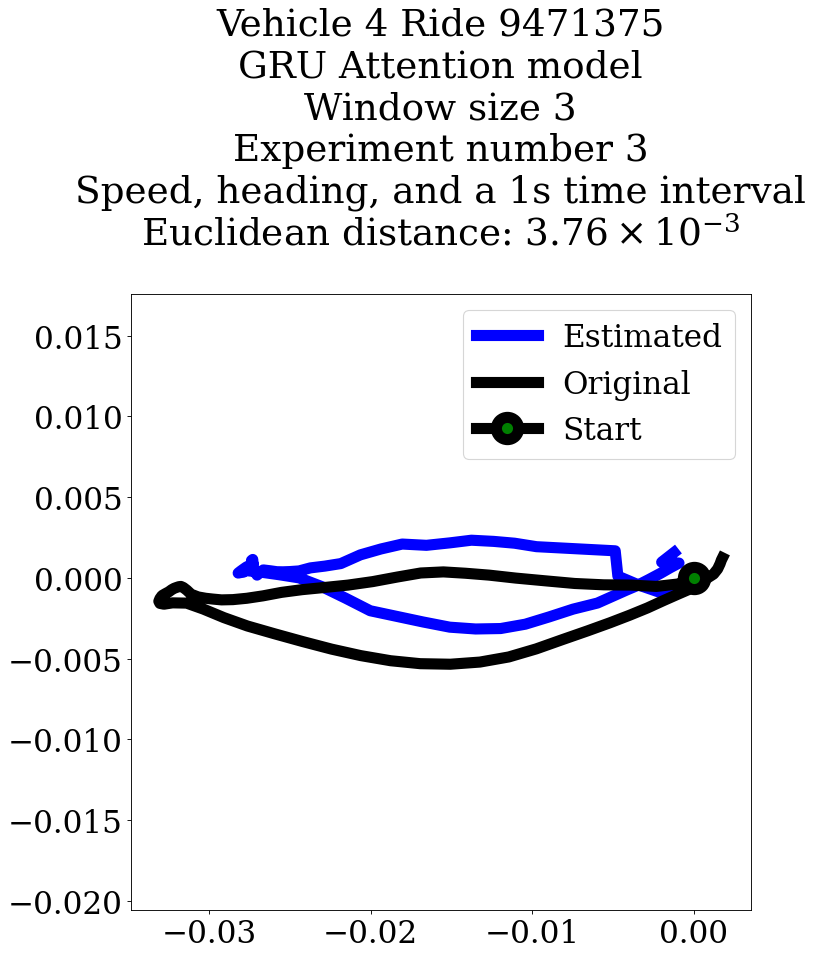 Vehicle 4 Ride 9471375
GRU Attention model
Window size 3
Experiment number 3
Speed, heading, and a 1s time interval
Euclidean distance: 3.76 × 10⁻³
Estimated
Original
Start
0.015
0.010
0.005
0.000
−0.005
−0.010
−0.015
−0.020
−0.03
−0.02
−0.01
0.00